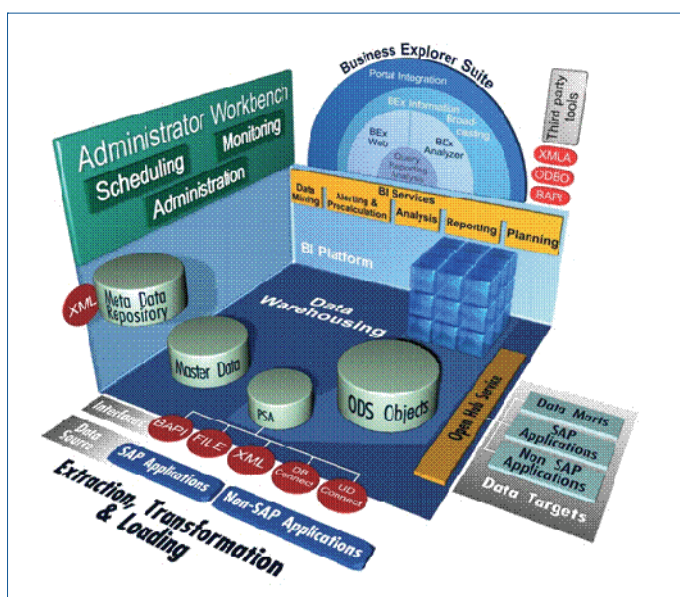 Business Explorer Suite
Portal Integration
BEx Information
Broad-
casting
BEx
Web
BEx
Analyzer
Query
Reporting
Analysis
Third party
tools
XMLA
ODBO
BAPI
Administrator Workbench
Scheduling
Monitoring
Administration
BI Services
Data
Mining
Alerting &
Precalculation
Analysis
Reporting
Planning
BI Platform
Data
Warehousing
XML
Meta Data
Repository
Master Data
PSA
ODS Objects
Open Hub Service
Data Marts
SAP
Applications
Non SAP
Applications
Data Targets
Interfaces
BAPI
FILE
XML
DB
Connect
UD
Connect
Data
Source
SAP Applications
Non-SAP Applications
Extraction, Transformation
& Loading